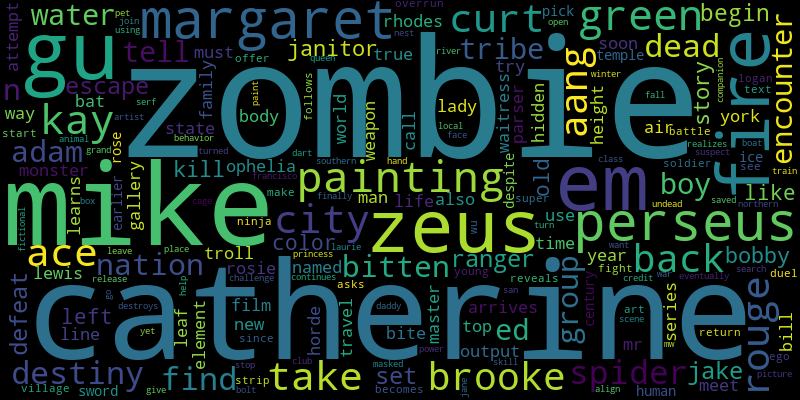 attempt water pet join using margaret overrun curt rhodes pick open green begin
gu tell janitor tribe true soon must family dead encounter
n escape zombie fire
way kay bat state follows world weapon lady try waitress parser hidden aang height story temple york winter companion
start artist serf paint body call local queen nest river offer air battle logan text fall
adam rose behavior ophelia southern hand face despite old realizes soldier boat ice see
monster learns earlier gallery kill turned dart painting em boy like suspect train
mike grand animal francisco make man life also super class use undead saved northern
fictional box cage city finally zeus wu turn perseus
ace nation color laurie ninja bitten ranger time back year bobby
lewis leave place troll rosie named princess asks young reveals group want fight war credit eventually search duel
defeat release catherine
left leaf element film new challenge continues daddy century arrives series mr art scene return rouge bill
line yet destroys go help since horde travel bite master top ed san output mw jake ego
destiny find strip stop club masked power skill spider meet picture
village sword give bolt take set becomes brooke jane align human